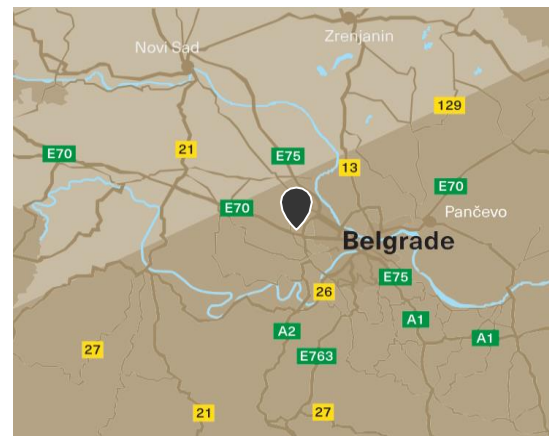 Zrenjanin
Novi Sad
129
21
E70
E75
13
E70
E70
Pančevo
Belgrade
E75
26
A1
A2
A1
27
E763
21
27